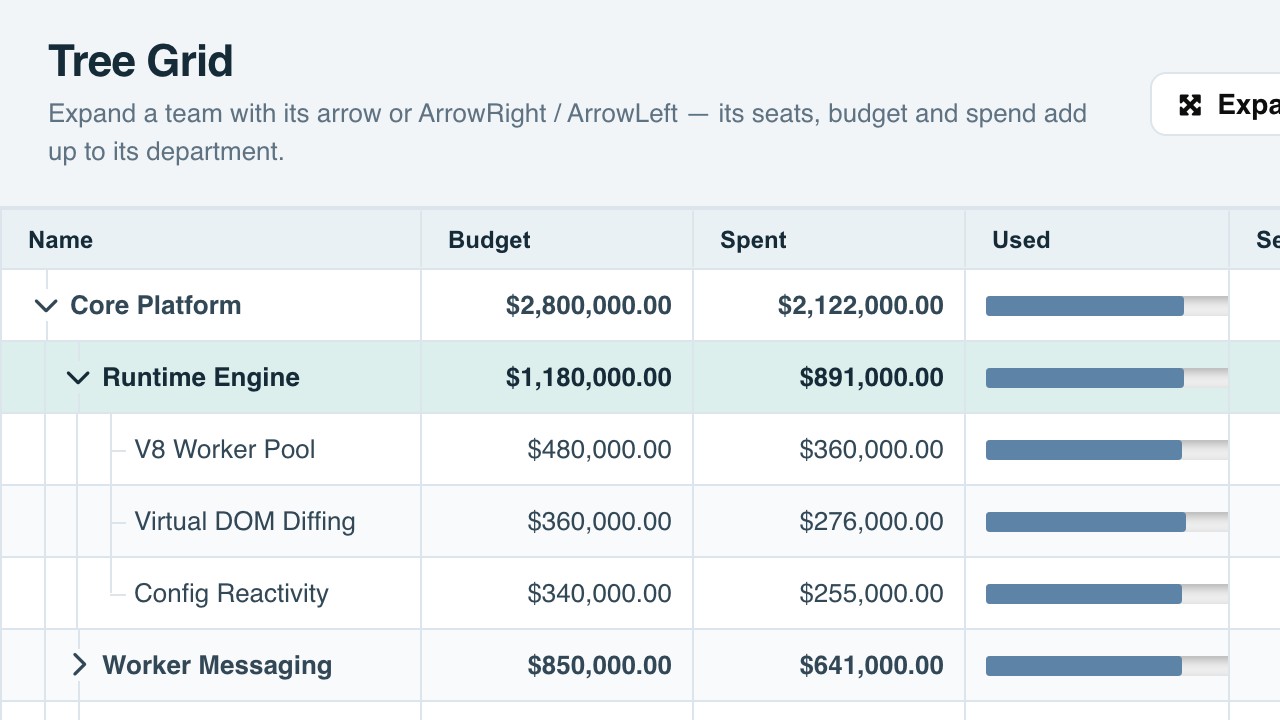 Tree Grid
Expand a team with its arrow or ArrowRight / ArrowLeft — its seats, budget and spend add
up to its department.
Name Budget Spent Used
Core Platform $2,800,000.00 $2,122,000.00
Runtime Engine $1,180,000.00 $891,000.00
V8 Worker Pool $480,000.00 $360,000.00
Virtual DOM Diffing $360,000.00 $276,000.00
Config Reactivity $340,000.00 $255,000.00
Worker Messaging $850,000.00 $641,000.00